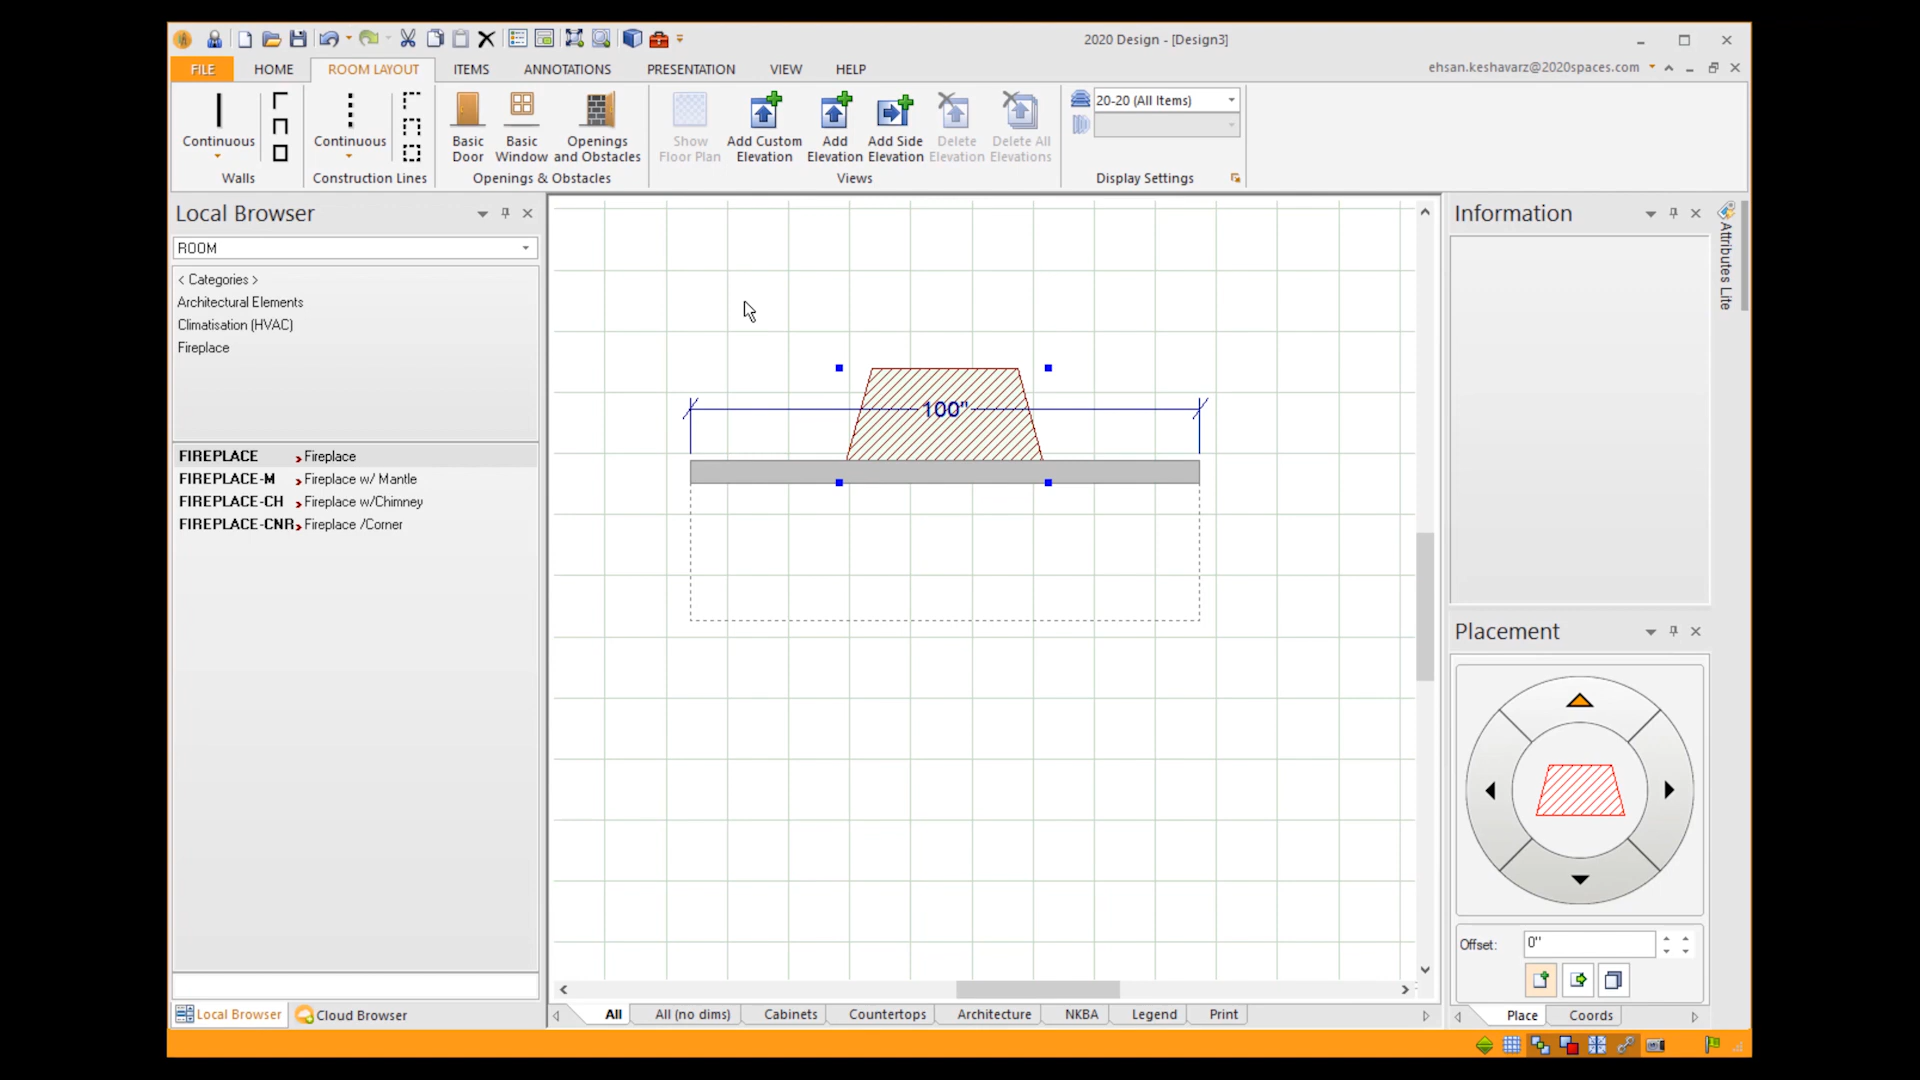 2020 Design - [Design3]
FILE HOME ROOM LAYOUT ITEMS ANNOTATIONS PRESENTATION VIEW HELP
ehsan.keshavarz@2020spaces.com
Continuous
Walls
Continuous
Construction Lines
Basic Door
Basic Window
Openings and Obstacles
Openings & Obstacles
Show Floor Plan
Add Custom Elevation
Add Elevation
Add Side Elevation
Delete Elevation
Delete All Elevations
Views
20-20 (All Items)
Display Settings
Local Browser
ROOM
< Categories >
Architectural Elements
Climatisation (HVAC)
Fireplace
FIREPLACE Fireplace
FIREPLACE-M Fireplace w/ Mantle
FIREPLACE-CH Fireplace w/Chimney
FIREPLACE-CNR Fireplace /Corner
Local Browser
Cloud Browser
100"
All
All (no dims)
Cabinets
Countertops
Architecture
NKBA
Legend
Print
Information
Attributes Lite
Placement
Offset: 0"
Place
Coords